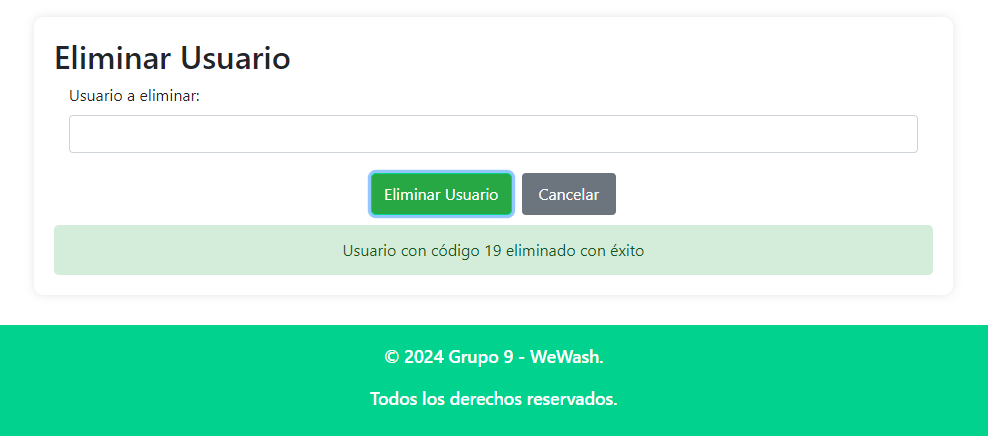 Eliminar Usuario
Usuario a eliminar:
Eliminar Usuario Cancelar
Usuario con código 19 eliminado con éxito
© 2024 Grupo 9 - WeWash.
Todos los derechos reservados.